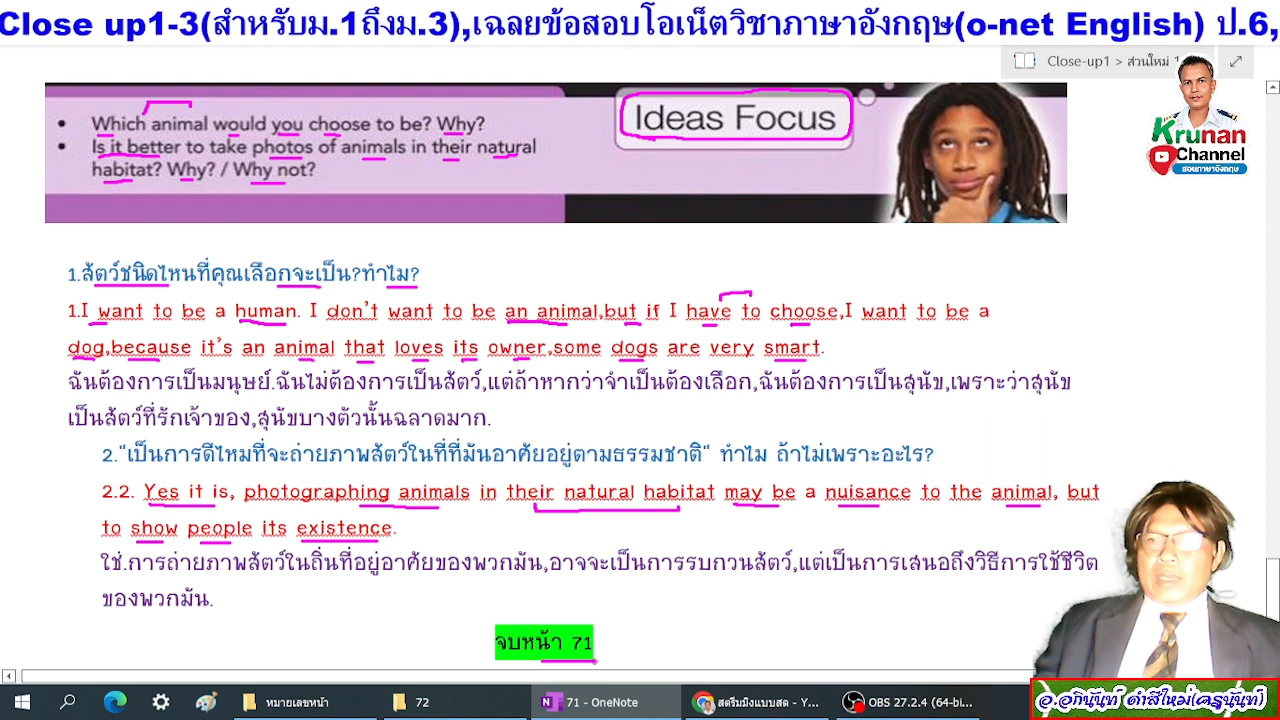 Close up1-3(สำหรับม.1ถึงม.3),เฉลยข้อสอบโอเน็ตวิชาภาษาอังกฤษ(o-net English) ป.6,
Close-up1 > ส่วนใหม่ 1
Krunan
Channel
สอนภาษาอังกฤษ
Ideas Focus
• Which animal would you choose to be? Why?
• Is it better to take photos of animals in their natural
habitat? Why? / Why not?
1.สัตว์ชนิดไหนที่คุณเลือกจะเป็น?ทำไม?
1.I want to be a human. I don't want to be an animal,but if I have to choose,I want to be a
dog,because it's an animal that loves its owner,some dogs are very smart.
ฉันต้องการเป็นมนุษย์.ฉันไม่ต้องการเป็นสัตว์,แต่ถ้าหากว่าจำเป็นต้องเลือก,ฉันต้องการเป็นสุนัข,เพราะว่าสุนัข
เป็นสัตว์ที่รักเจ้าของ,สุนัขบางตัวนั้นฉลาดมาก.
2."เป็นการดีไหมที่จะถ่ายภาพสัตว์ในที่ที่มันอาศัยอยู่ตามธรรมชาติ" ทำไม ถ้าไม่เพราะอะไร?
2.2. Yes it is, photographing animals in their natural habitat may be a nuisance to the animal, but
to show people its existence.
ใช่.การถ่ายภาพสัตว์ในถิ่นที่อยู่อาศัยของพวกมัน,อาจจะเป็นการรบกวนสัตว์,แต่เป็นการเสนอถึงวิธีการใช้ชีวิต
ของพวกมัน.
จบหน้า 71
หมายเลขหน้า
72
71 - OneNote
สตรีมมิงแบบสด - Y...
OBS 27.2.4 (64-bi...
อ.อภินันท์ คำสีใหม่(ครูนันท์)